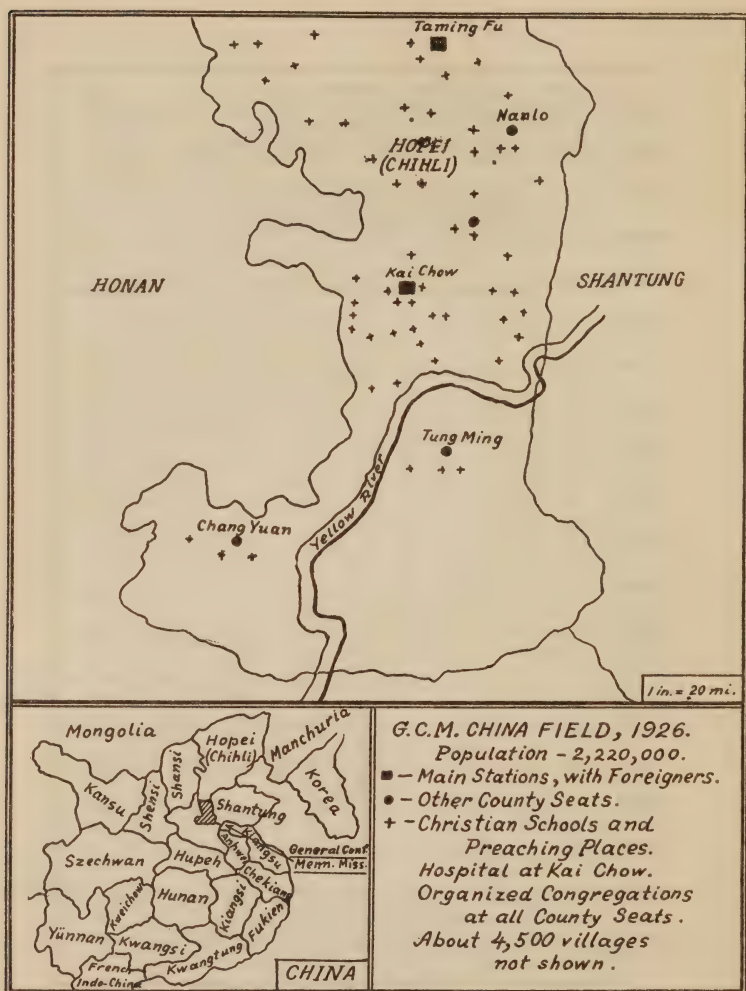 Taming Fu
Nanlo
HOPEI
(CHIHLI)
HONAN
Kai Chow
SHANTUNG
Tung Ming
Yellow River
Chang Yuan
1 in. = 20 mi.
Mongolia
Hopei
(Chihli)
Manchuria
Korea
Kansu
Shensi
Shansi
Shantung
Kiangsu
Anhwei
General Conf.
Menn. Miss.
Szechwan
Hupeh
Chekiang
Kweichow
Hunan
Kiangsi
Fukien
Yünnan
Kwangsi
Kwangtung
French
Indo-China
CHINA
G.C.M. CHINA FIELD, 1926.
Population - 2,220,000.
■ - Main Stations, with Foreigners.
● - Other County Seats.
+ - Christian Schools and
Preaching Places.
Hospital at Kai Chow.
Organized Congregations
at all County Seats.
About 4,500 villages
not shown.